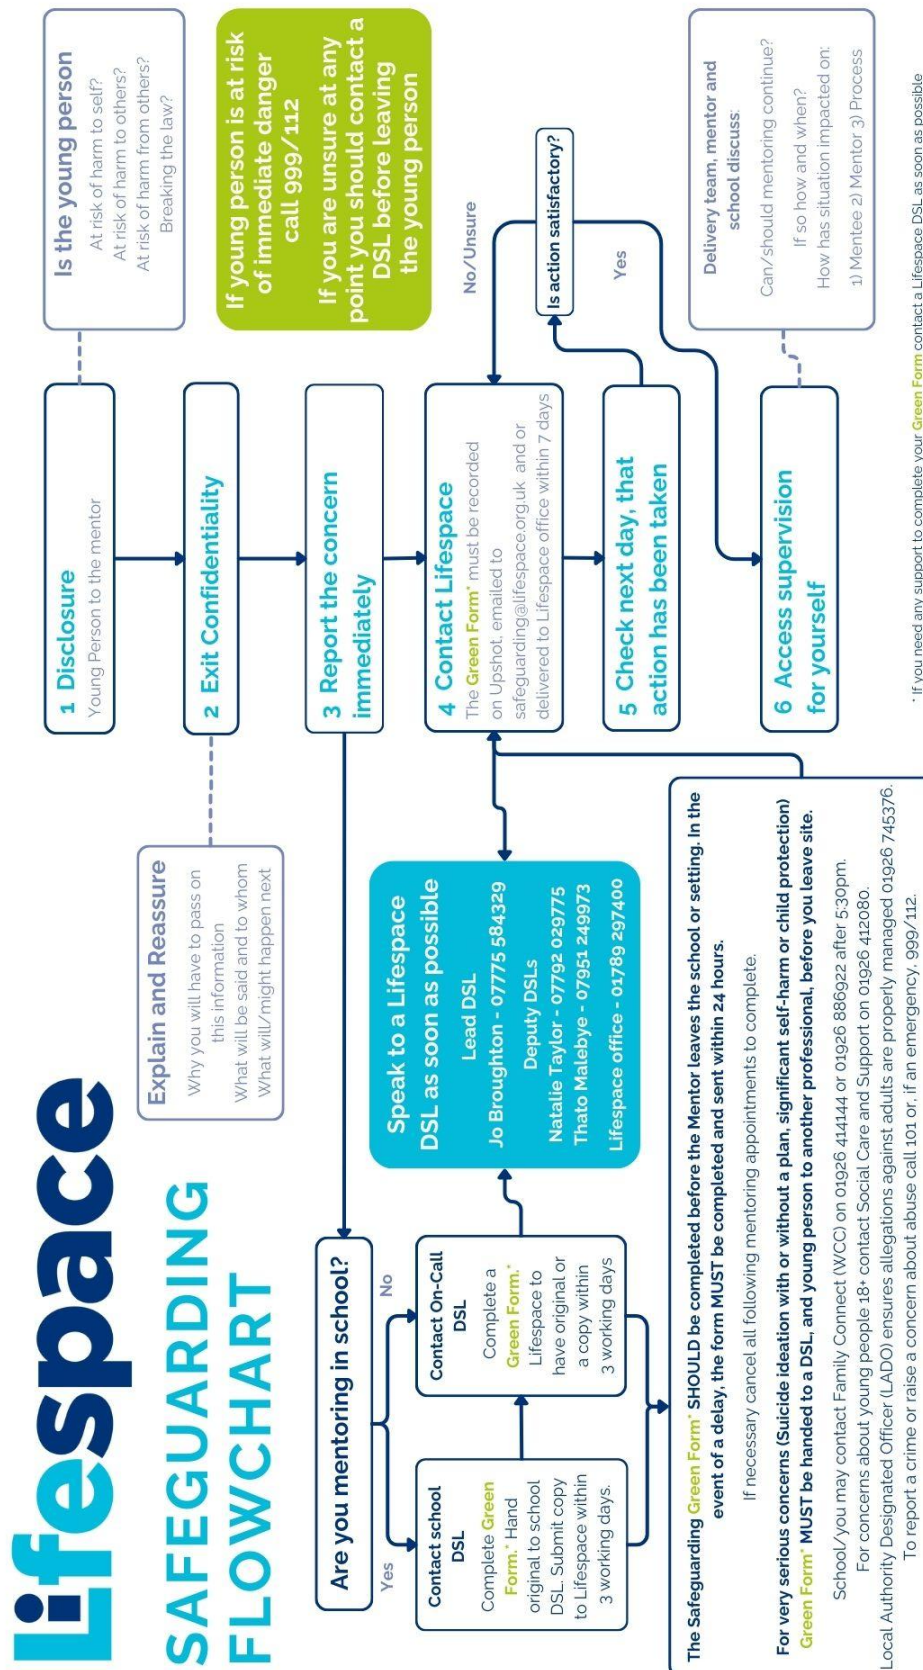 Lifespace
SAFEGUARDING
FLOWCHART
Explain and Reassure
Why you will have to pass on
this information
What will be said and to whom
What will/might happen next
1 Disclosure
Young Person to the mentor
Is the young person
At risk of harm to self?
At risk of harm to others?
At risk of harm from others?
Breaking the law?
2 Exit Confidentiality
If young person is at risk
of immediate danger
call 999/112
If you are unsure at any
point you should contact a
DSL before leaving
the young person
3 Report the concern
immediately
Are you mentoring in school?
Yes
No
Contact school
DSL
Complete Green
Form.* Hand
original to school
DSL. Submit copy
to Lifespace within
3 working days.
Contact On-Call
DSL
Complete a
Green Form.*
Lifespace to
have original or
a copy within
3 working days
Speak to a Lifespace
DSL as soon as possible
Lead DSL
Jo Broughton - 07775 584329
Deputy DSLs
Natalie Taylor - 07792 029775
Thato Malebye - 07951 249973
Lifespace office - 01789 297400
4 Contact Lifespace
The Green Form* must be recorded
on Upshot, emailed to
safeguarding@lifespace.org.uk and or
delivered to Lifespace office within 7 days
No/Unsure
Is action satisfactory?
Yes
5 Check next day, that
action has been taken
6 Access supervision
for yourself
Delivery team, mentor and
school discuss:
Can/should mentoring continue?
If so how and when?
How has situation impacted on:
1) Mentee 2) Mentor 3) Process
The Safeguarding Green Form* SHOULD be completed before the Mentor leaves the school or setting. In the
event of a delay, the form MUST be completed and sent within 24 hours.
If necessary cancel all following mentoring appointments to complete.
For very serious concerns (Suicide ideation with or without a plan, significant self-harm or child protection)
Green Form* MUST be handed to a DSL, and young person to another professional, before you leave site.
School/you may contact Family Connect (WCC) on 01926 414144 or 01926 886922 after 5:30pm.
For concerns about young people 18+ contact Social Care and Support on 01926 412080.
Local Authority Designated Officer (LADO) ensures allegations against adults are properly managed 01926 745376.
To report a crime or raise a concern about abuse call 101 or, if an emergency, 999/112.
* If you need any support to complete your Green Form contact a Lifespace DSL as soon as possible